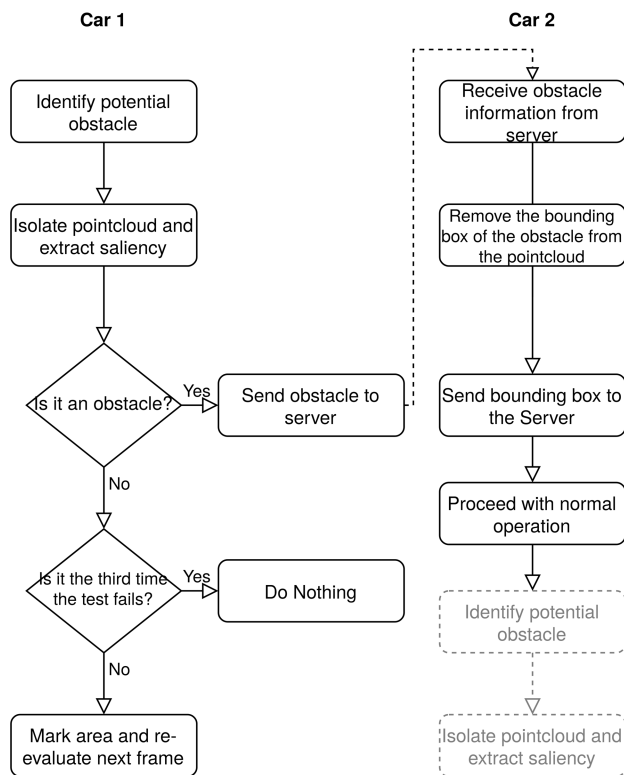 Car 1
Identify potential
obstacle
Isolate pointcloud and
extract saliency
Is it an obstacle?
Yes
Send obstacle to
server
No
Is it the third time
the test fails?
Yes
Do Nothing
No
Mark area and re-
evaluate next frame
Car 2
Receive obstacle
information from
server
Remove the bounding
box of the obstacle from
the pointcloud
Send bounding box to
the Server
Proceed with normal
operation
Identify potential
obstacle
Isolate pointcloud and
extract saliency